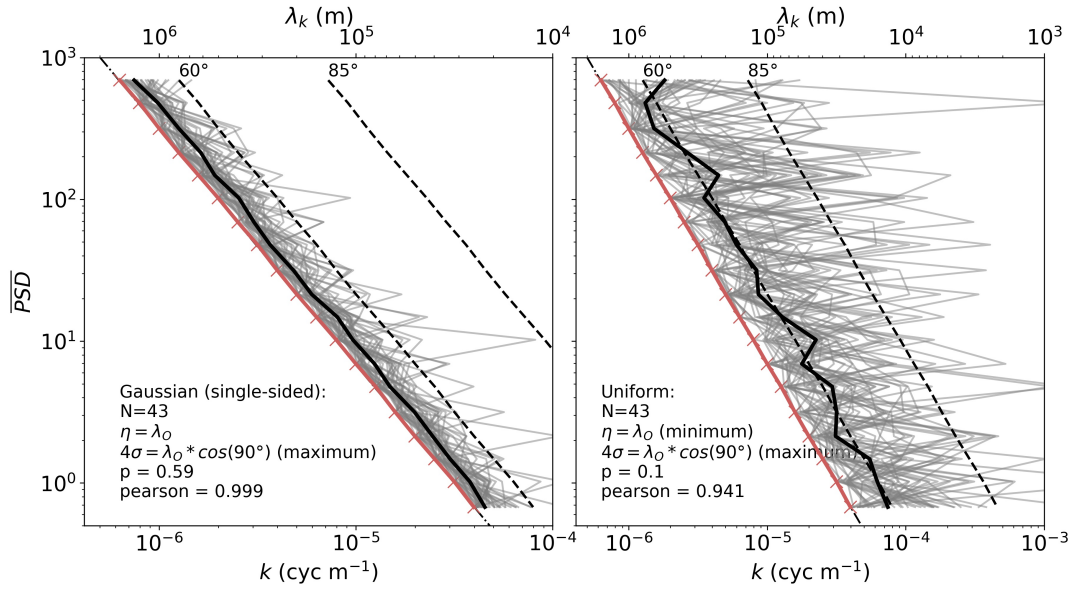 λk (m)
10^6 10^5 10^4
10^3
60° 85°
10^2
10^1
10^0
PSD
Gaussian (single-sided):
N=43
η = λO
4σ = λO * cos(90°) (maximum)
p = 0.59
pearson = 0.999
10^-6 10^-5 10^-4
k (cyc m^-1)
λk (m)
10^6 10^5 10^4 10^3
60° 85°
Uniform:
N=43
η = λO (minimum)
4σ = λO * cos(90°) (maximum)
p = 0.1
pearson = 0.941
10^-6 10^-5 10^-4 10^-3
k (cyc m^-1)